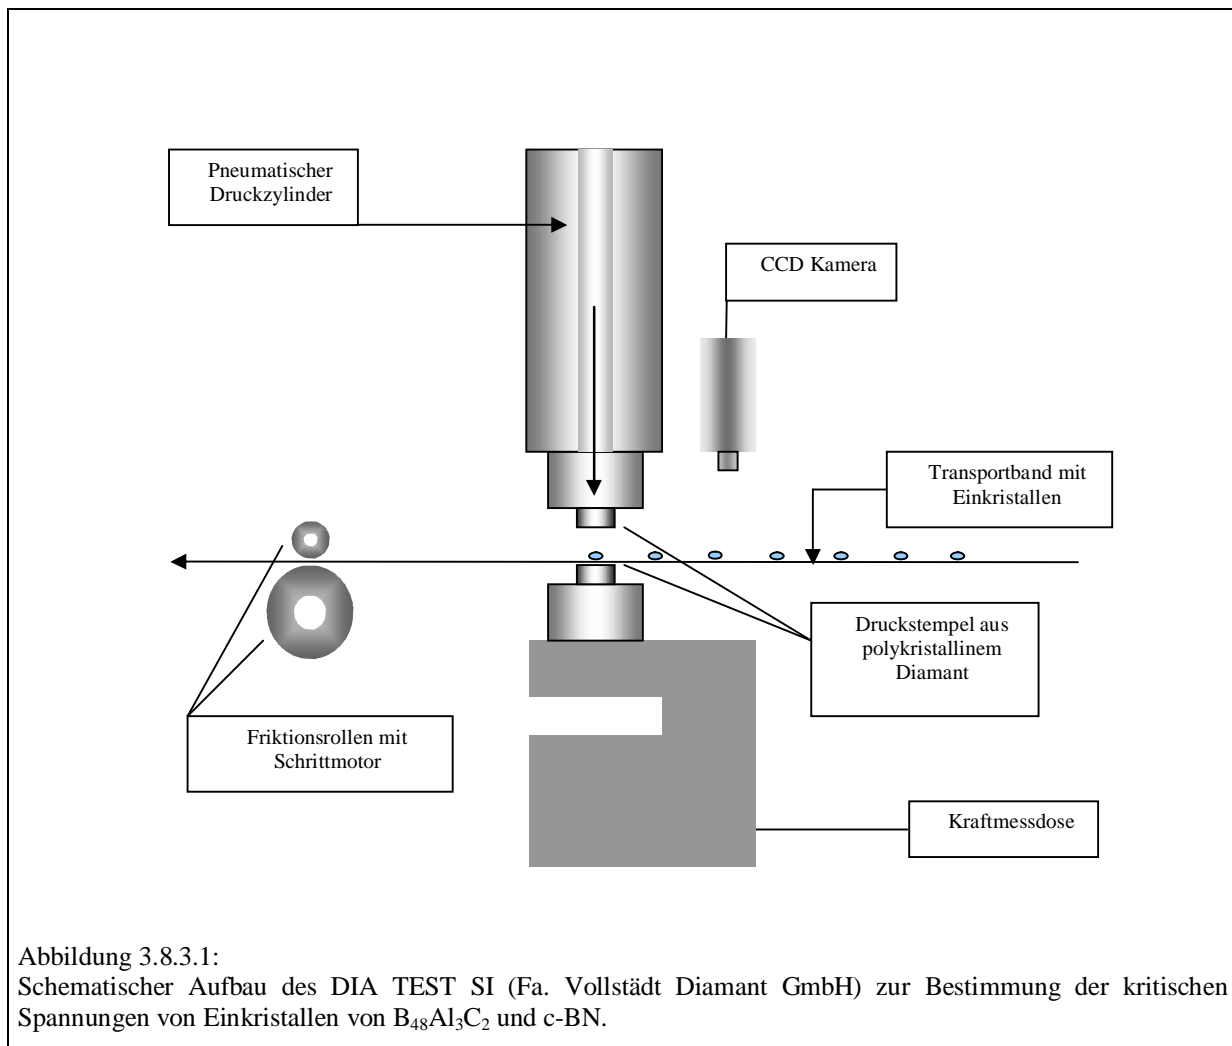 Pneumatischer
Druckzylinder
CCD Kamera
Transportband mit
Einkristallen
Druckstempel aus
polykristallinem
Diamant
Friktionsrollen mit
Schrittmotor
Kraftmessdose
Abbildung 3.8.3.1:
Schematischer Aufbau des DIA TEST SI (Fa. Vollstädt Diamant GmbH) zur Bestimmung der kritischen
Spannungen von Einkristallen von B₄₈Al₃C₂ und c-BN.